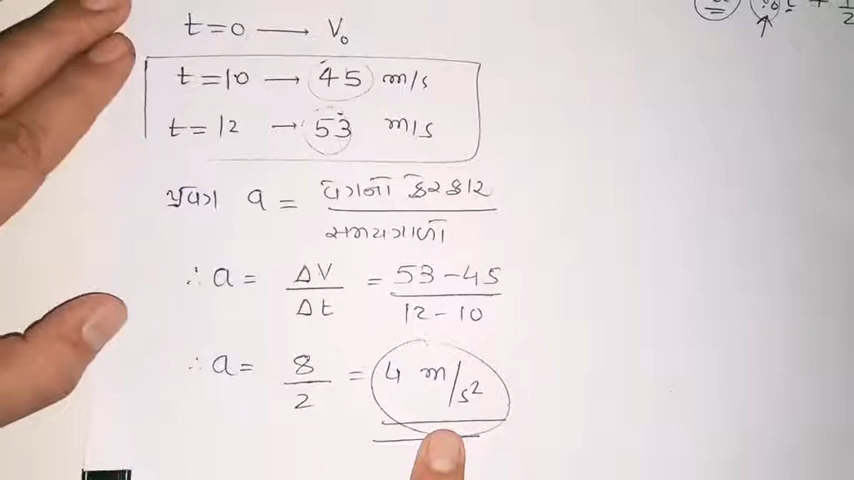 t=0 ⟶ V₀
t=10 → 45 m/s
t=12 → 53 m/s
પ્રવેગ a = વેગનો ફેરફાર
સમયગાળો
∴ a = ΔV / Δt = 53-45 / 12-10
∴ a = 8 / 2 = 4 m/s²